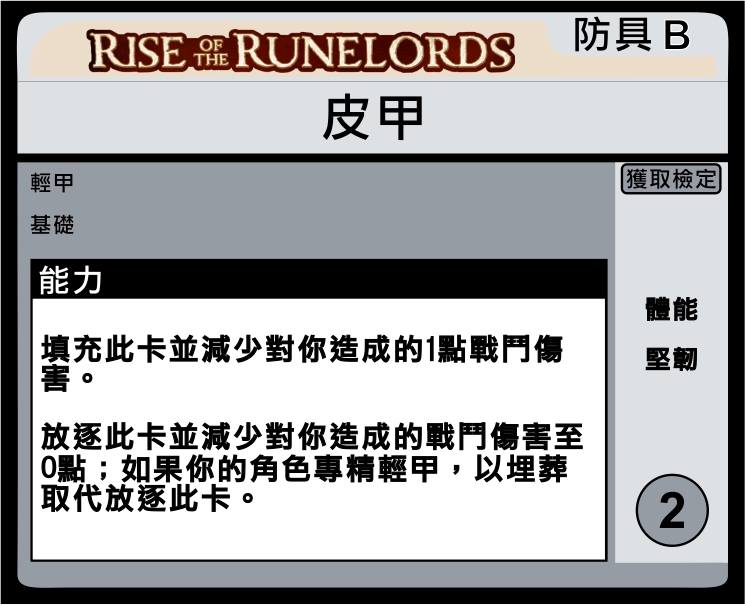 RISE OF THE RUNELORDS
防具 B
皮甲
輕甲
基礎
獲取檢定
能力
填充此卡並減少對你造成的1點戰鬥傷
害。
放逐此卡並減少對你造成的戰鬥傷害至
0點；如果你的角色專精輕甲，以埋葬
取代放逐此卡。
體能
堅韌
2